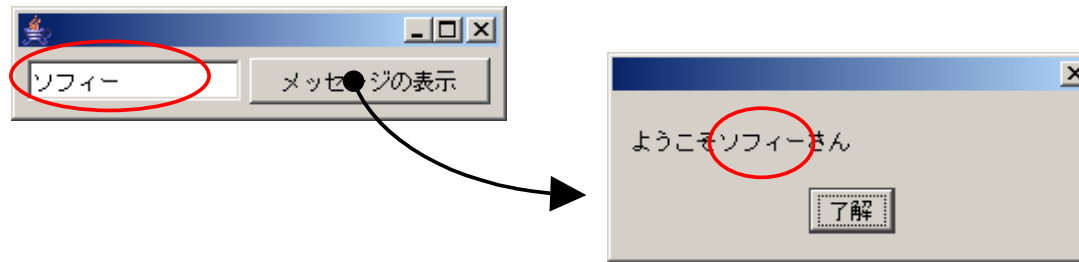 ソフィー
メッセージの表示
ようこそソフィーさん
了解